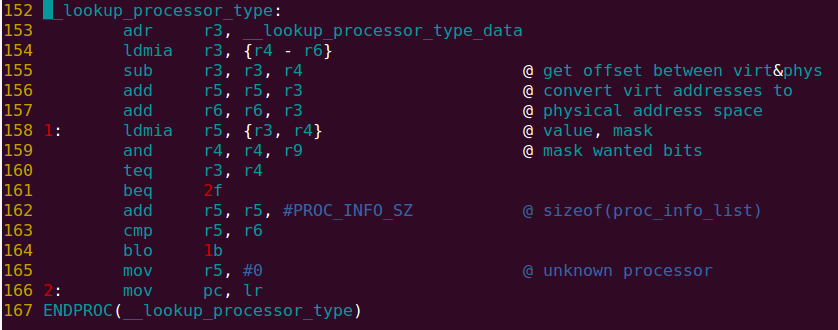 152 __lookup_processor_type:
153         adr     r3, __lookup_processor_type_data
154         ldmia   r3, {r4 - r6}
155         sub     r3, r3, r4                      @ get offset between virt&phys
156         add     r5, r5, r3                      @ convert virt addresses to
157         add     r6, r6, r3                      @ physical address space
158 1:      ldmia   r5, {r3, r4}                    @ value, mask
159         and     r4, r4, r9                      @ mask wanted bits
160         teq     r3, r4
161         beq     2f
162         add     r5, r5, #PROC_INFO_SZ           @ sizeof(proc_info_list)
163         cmp     r5, r6
164         blo     1b
165         mov     r5, #0                          @ unknown processor
166 2:      mov     pc, lr
167 ENDPROC(__lookup_processor_type)